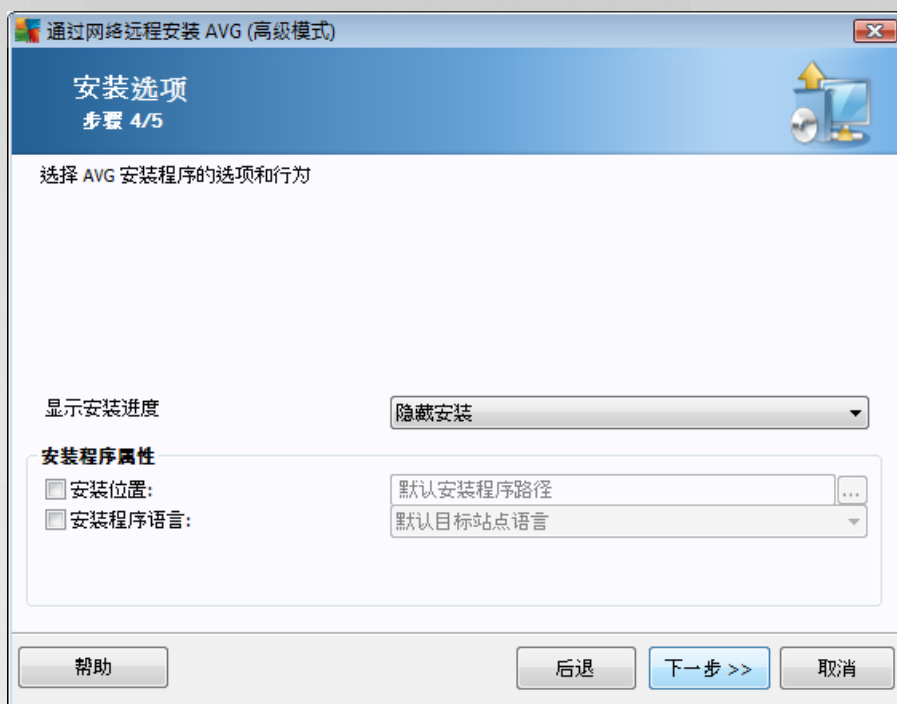 通过网络远程安装 AVG (高级模式)
安装选项
步骤 4/5
选择 AVG 安装程序的选项和行为
显示安装进度
隐藏安装
安装程序属性
安装位置:
默认安装程序路径
...
安装程序语言:
默认目标站点语言
帮助
后退
下一步 >>
取消